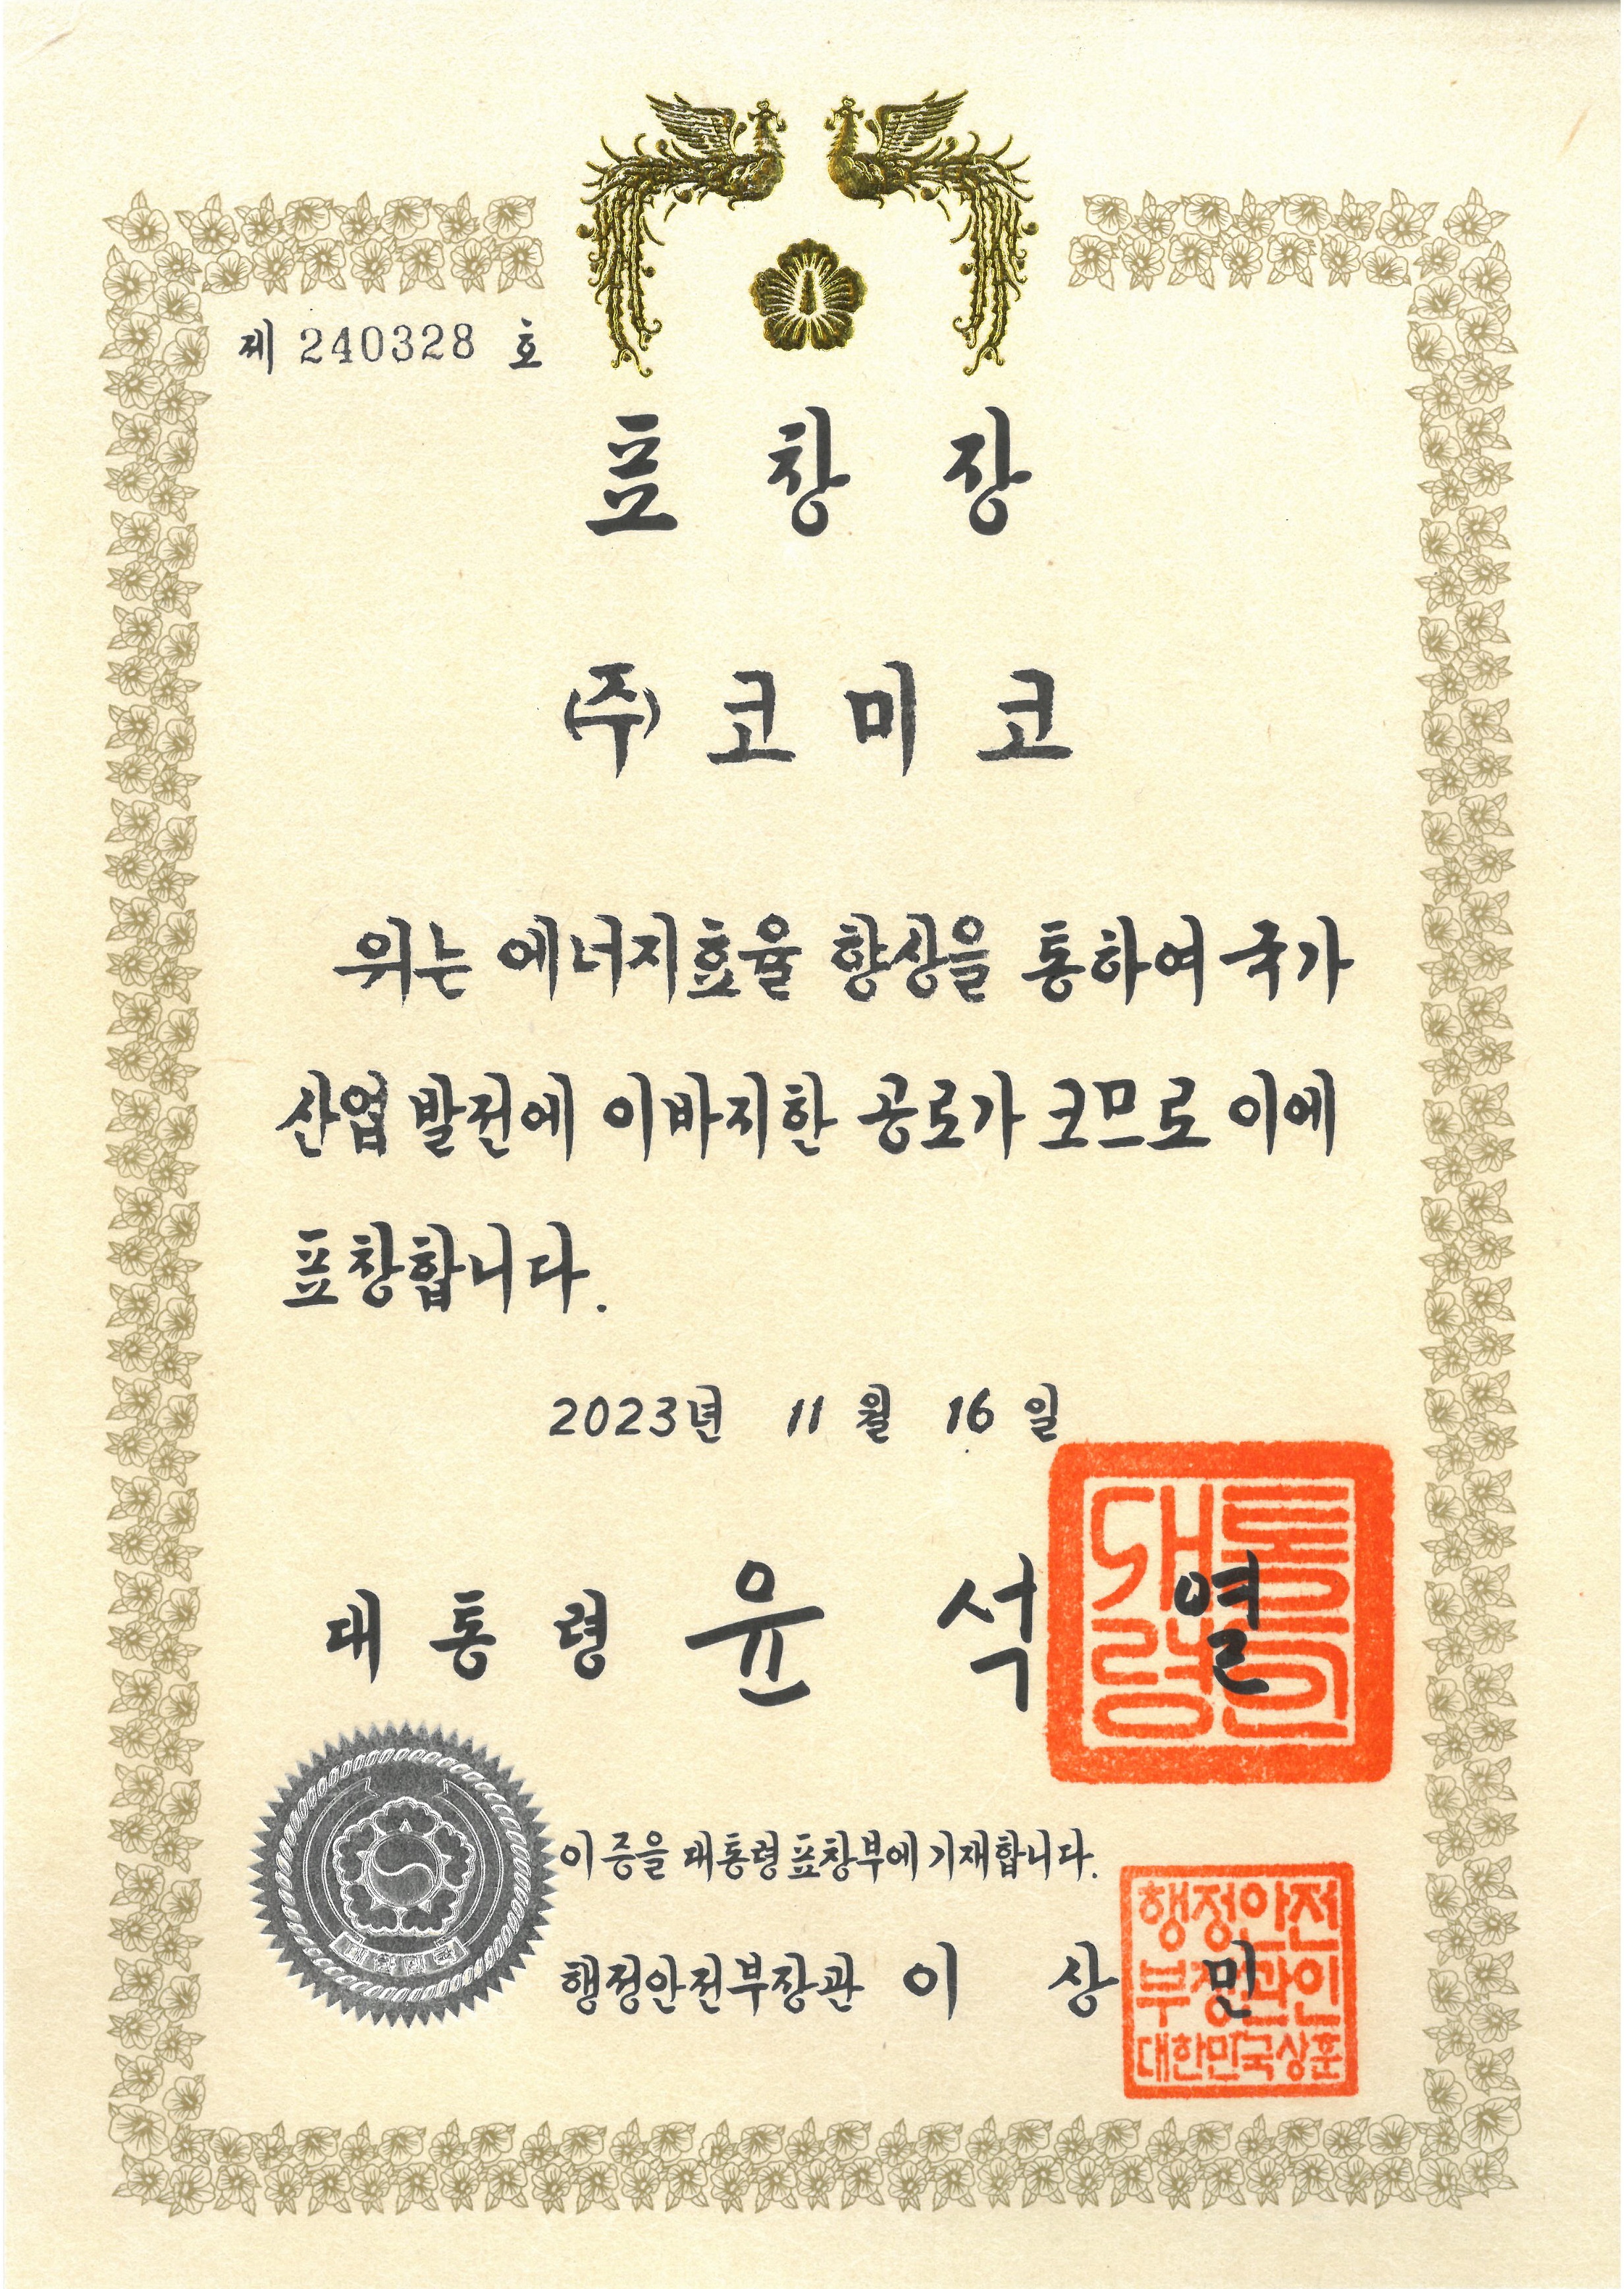 제 240328 호
표 창 장
(주) 코 미 코
위는 에너지효율 향상을 통하여 국가
산업 발전에 이바지한 공로가 크므로 이에
표창합니다.
2023년 11 월 16 일
대 통 령 윤 석 열
대통령인
이 증을 대통령표창부에 기재합니다.
대한민국
행정안전부장관 이 상 민
행정안전
부장관인
대한민국상훈